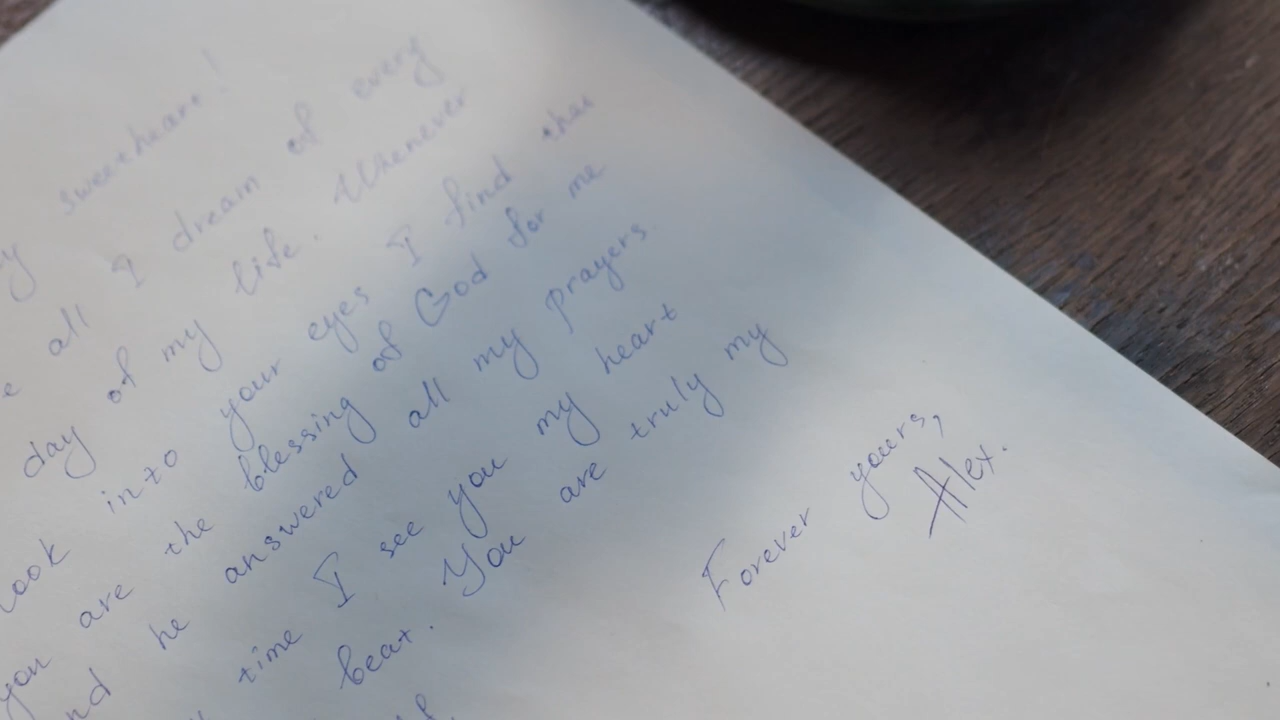 sweetheart!
all I dream of every
day of my life. Whenever
look into your eyes I find that
you are the blessing of God for me
nd he answered all my prayers.
time I see you my heart
beat. You are truly my
Forever yours,
Alex.